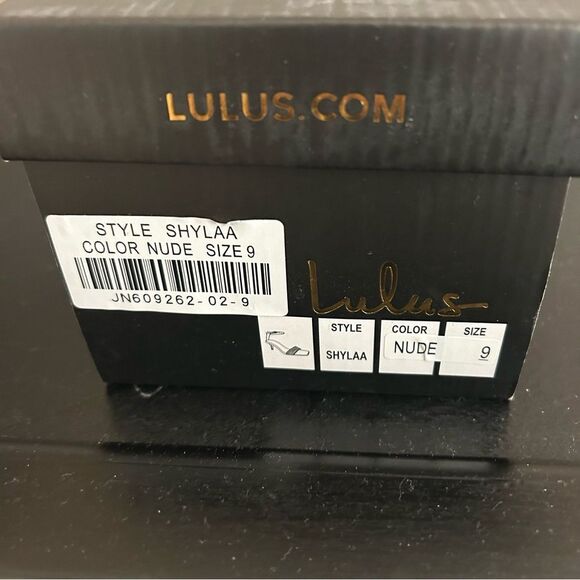 LULUS.COM
STYLE SHYLAA
COLOR NUDE SIZE 9
JN609262-02-9
Lulus
STYLE COLOR SIZE
SHYLAA NUDE 9